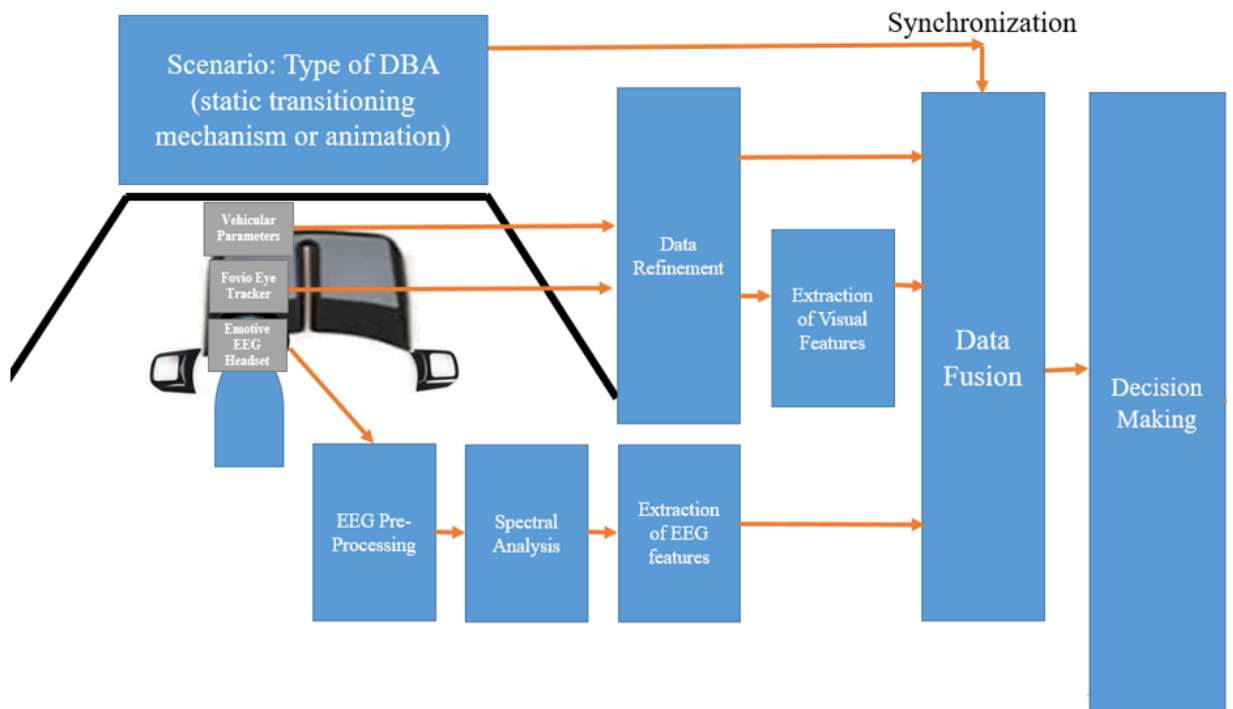 Synchronization
Scenario: Type of DBA
(static transitioning
mechanism or animation)
Vehicular
Parameters
Fovio Eye
Tracker
Emotive
EEG
Headset
Data
Refinement
Extraction
of Visual
Features
Data
Fusion
Decision
Making
EEG Pre-
Processing
Spectral
Analysis
Extraction
of EEG
features